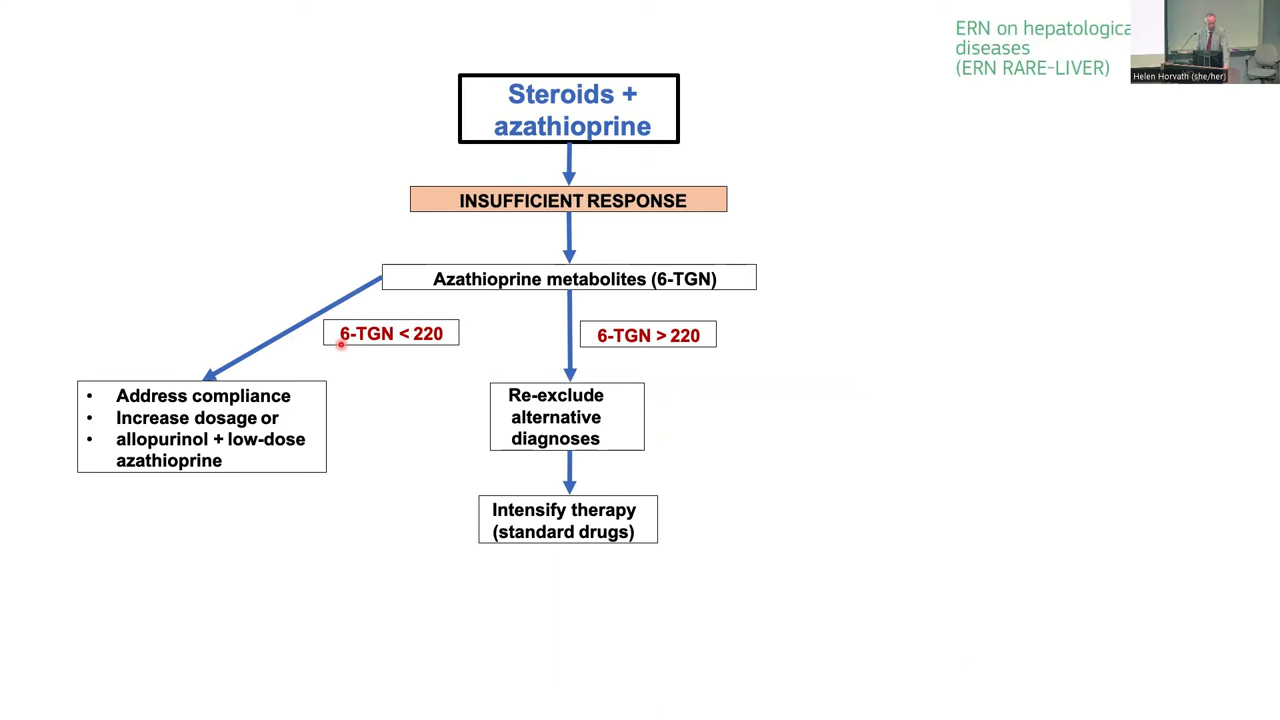 ERN on hepatologica
diseases
(ERN RARE-LIVER)
Helen Horvath (she/her)
Steroids +
azathioprine
INSUFFICIENT RESPONSE
Azathioprine metabolites (6-TGN)
6-TGN < 220
6-TGN > 220
• Address compliance
• Increase dosage or
• allopurinol + low-dose
azathioprine
Re-exclude
alternative
diagnoses
Intensify therapy
(standard drugs)